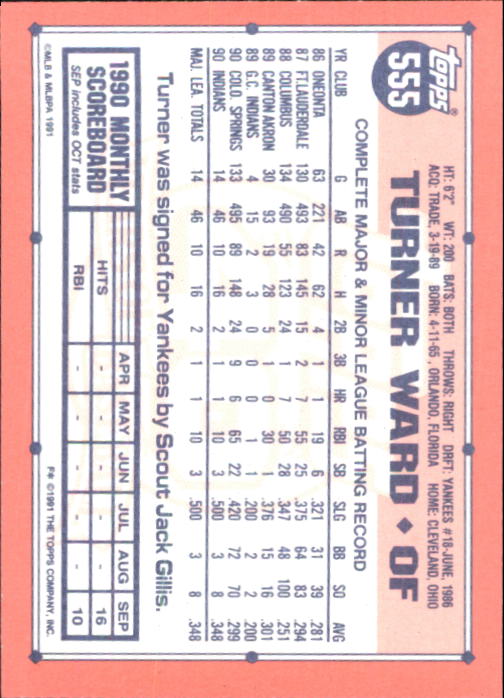 TOPPS®
555
HT: 6'2" WT: 200 BATS: BOTH THROWS: RIGHT DRFT: YANKEES #18-JUNE, 1986
ACQ: TRADE, 3-19-89 BORN: 4-11-65, ORLANDO, FLORIDA HOME: CLEVELAND, OHIO
TURNER WARD ◆ OF
COMPLETE MAJOR & MINOR LEAGUE BATTING RECORD
YR CLUB G AB R H 2B 3B HR RBI SB SLG BB SO AVG
86 ONEONTA 63 221 42 62 4 1 1 19 6 .321 31 39 .281
87 FT.LAUDERDALE 130 493 83 145 15 2 7 55 25 .375 64 83 .294
88 COLUMBUS 134 490 55 123 24 1 7 50 28 .347 48 100 .251
89 CANTON AKRON 30 93 19 28 5 1 0 30 1 .376 15 16 .301
89 G.C. INDIANS 4 15 2 3 0 0 0 1 1 .200 2 2 .200
90 COLO. SPRINGS 133 495 89 148 24 9 6 65 22 .420 72 70 .299
90 INDIANS 14 46 10 16 2 1 1 10 3 .500 3 8 .348
MAJ. LEA. TOTALS 14 46 10 16 2 1 1 10 3 .500 3 8 .348
Turner was signed for Yankees by Scout Jack Gillis.
1990 MONTHLY
SCOREBOARD
SEP includes OCT stats
APR MAY JUN JUL AUG SEP
HITS - - - - - 16
RBI - - - - - 10
©MLB & MLBPA 1991
F* ©1991 THE TOPPS COMPANY, INC.